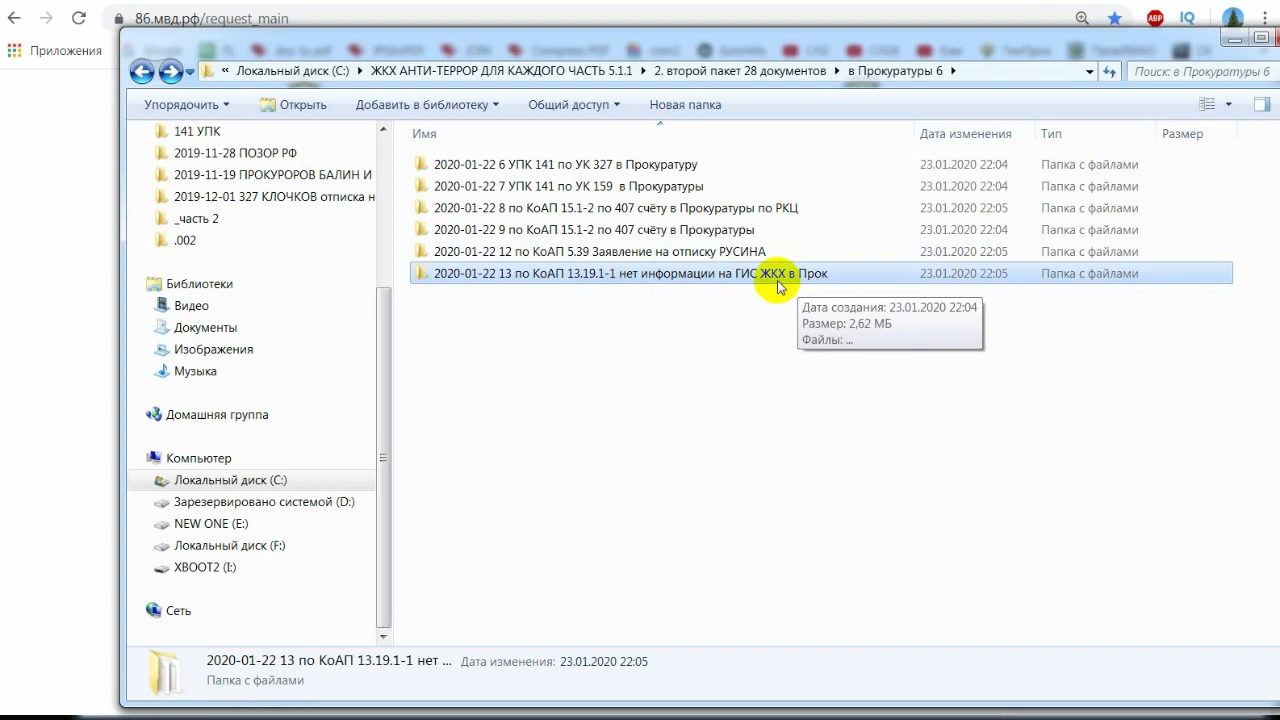 86.мвд.рф/request_main
ABP
IQ
Приложения
« Локальный диск (C:) ЖКХ АНТИ-ТЕРРОР ДЛЯ КАЖДОГО ЧАСТЬ 5.1.1 2. второй пакет 28 документов в Прокуратуры 6
Поиск: в Прокуратуры 6
Упорядочить Открыть Добавить в библиотеку Общий доступ Новая папка
Имя Дата изменения Тип Размер
141 УПК
2019-11-28 ПОЗОР РФ
2019-11-19 ПРОКУРОРОВ БАЛИН И
2019-12-01 327 КЛОЧКОВ отписка н
_часть 2
.002
Библиотеки
Видео
Документы
Изображения
Музыка
Домашняя группа
Компьютер
Локальный диск (C:)
Зарезервировано системой (D:)
NEW ONE (E:)
Локальный диск (F:)
XBOOT2 (I:)
Сеть
2020-01-22 6 УПК 141 по УК 327 в Прокуратуру 23.01.2020 22:04 Папка с файлами
2020-01-22 7 УПК 141 по УК 159 в Прокуратуры 23.01.2020 22:04 Папка с файлами
2020-01-22 8 по КоАП 15.1-2 по 407 счёту в Прокуратуры по РКЦ 23.01.2020 22:05 Папка с файлами
2020-01-22 9 по КоАП 15.1-2 по 407 счёту в Прокуратуры 23.01.2020 22:04 Папка с файлами
2020-01-22 12 по КоАП 5.39 Заявление на отписку РУСИНА 23.01.2020 22:05 Папка с файлами
2020-01-22 13 по КоАП 13.19.1-1 нет информации на ГИС ЖКХ в Прок 23.01.2020 22:05 Папка с файлами
Дата создания: 23.01.2020 22:04
Размер: 2,62 МБ
Файлы: ...
2020-01-22 13 по КоАП 13.19.1-1 нет ... Дата изменения: 23.01.2020 22:05
Папка с файлами